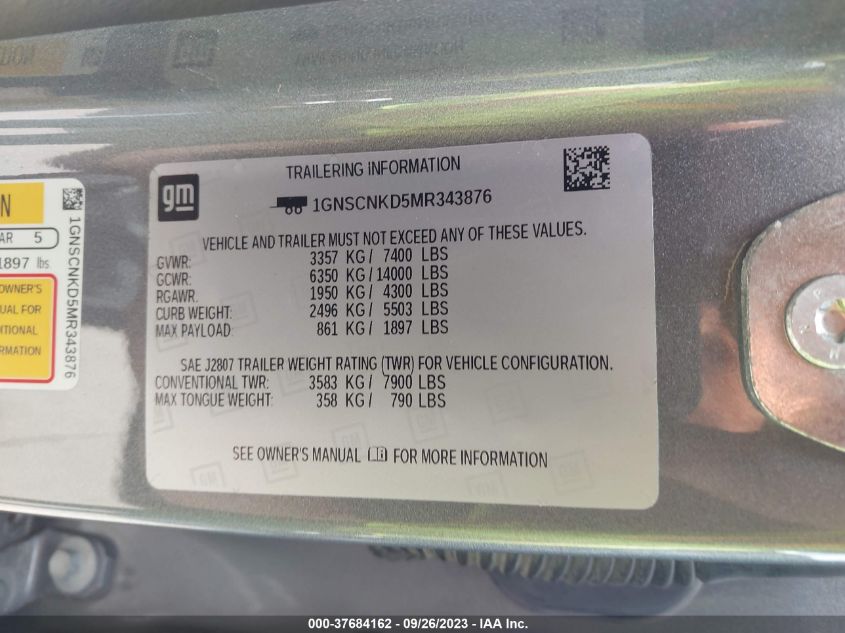 gm
TRAILERING INFORMATION
1GNSCNKD5MR343876
VEHICLE AND TRAILER MUST NOT EXCEED ANY OF THESE VALUES.
GVWR: 3357 KG / 7400 LBS
GCWR: 6350 KG / 14000 LBS
RGAWR: 1950 KG / 4300 LBS
CURB WEIGHT: 2496 KG / 5503 LBS
MAX PAYLOAD: 861 KG / 1897 LBS
SAE J2807 TRAILER WEIGHT RATING (TWR) FOR VEHICLE CONFIGURATION.
CONVENTIONAL TWR: 3583 KG / 7900 LBS
MAX TONGUE WEIGHT: 358 KG / 790 LBS
SEE OWNER'S MANUAL FOR MORE INFORMATION
N
AR 5
1897 lbs
OWNER'S
UAL FOR
DITIONAL
RMATION
1GNSCNKD5MR343876
000-37684162 - 09/26/2023 - IAA Inc.